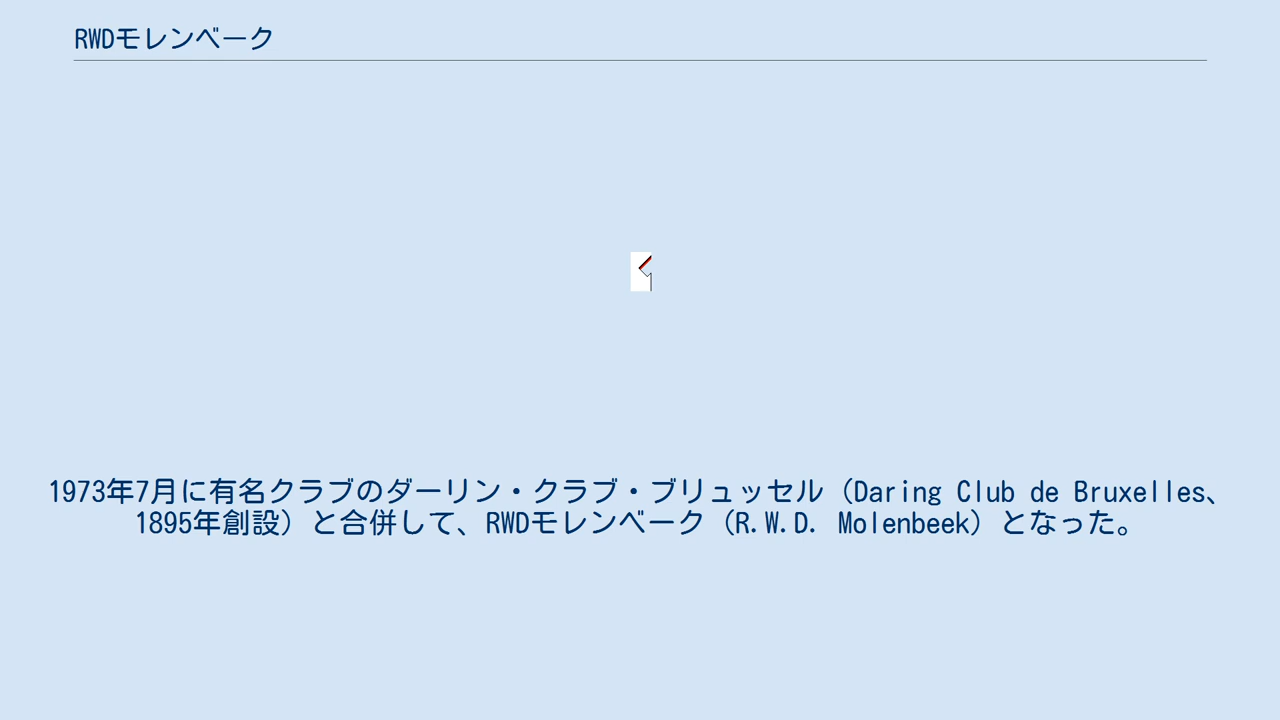 RWDモレンベーク
1973年7月に有名クラブのダーリン・クラブ・ブリュッセル（Daring Club de Bruxelles、
1895年創設）と合併して、RWDモレンベーク（R.W.D. Molenbeek）となった。